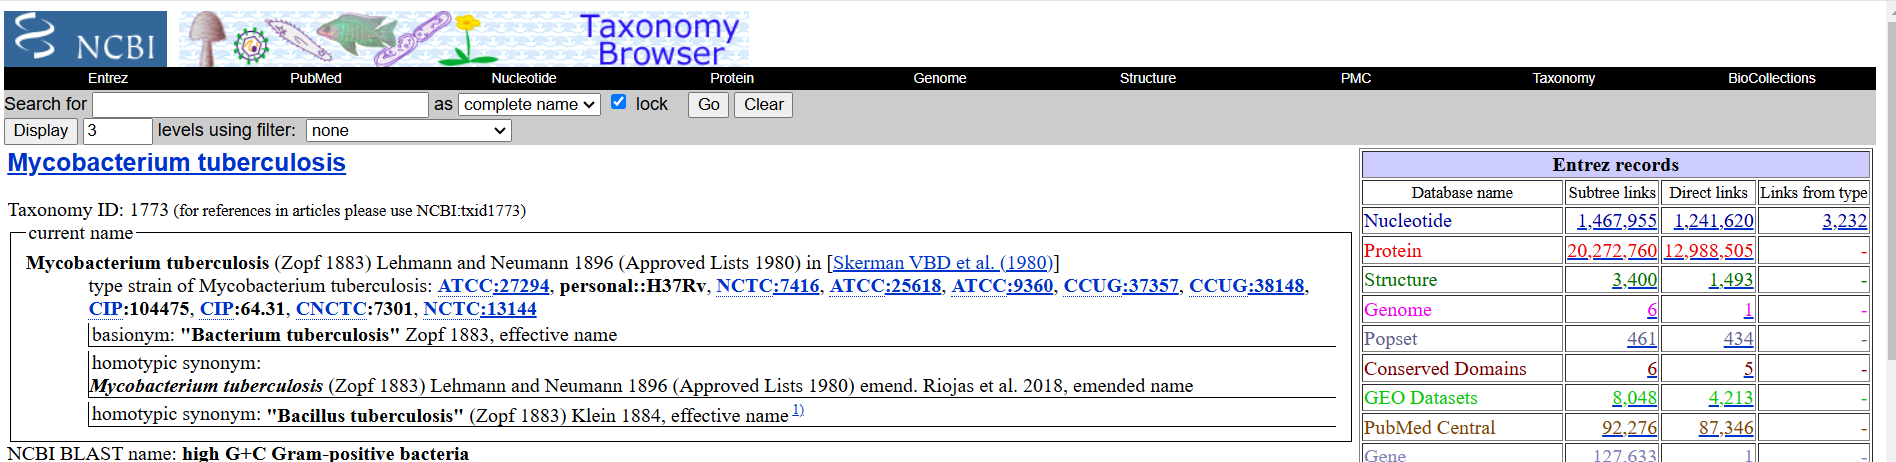 NCBI
Taxonomy
Browser
Entrez PubMed Nucleotide Protein Genome Structure PMC Taxonomy BioCollections
Search for as complete name lock Go Clear
Display 3 levels using filter: none
Mycobacterium tuberculosis
Taxonomy ID: 1773 (for references in articles please use NCBI:txid1773)
current name
Mycobacterium tuberculosis (Zopf 1883) Lehmann and Neumann 1896 (Approved Lists 1980) in [Skerman VBD et al. (1980)]
type strain of Mycobacterium tuberculosis: ATCC:27294, personal::H37Rv, NCTC:7416, ATCC:25618, ATCC:9360, CCUG:37357, CCUG:38148,
CIP:104475, CIP:64.31, CNCTC:7301, NCTC:13144
basionym: "Bacterium tuberculosis" Zopf 1883, effective name
homotypic synonym:
Mycobacterium tuberculosis (Zopf 1883) Lehmann and Neumann 1896 (Approved Lists 1980) emend. Riojas et al. 2018, emended name
homotypic synonym: "Bacillus tuberculosis" (Zopf 1883) Klein 1884, effective name 1)
NCBI BLAST name: high G+C Gram-positive bacteria
Entrez records
Database name Subtree links Direct links Links from type
Nucleotide 1,467,955 1,241,620 3,232
Protein 20,272,760 12,988,505 -
Structure 3,400 1,493 -
Genome 6 1 -
Popset 461 434 -
Conserved Domains 6 5 -
GEO Datasets 8,048 4,213 -
PubMed Central 92,276 87,346 -
Gene 127,633 1 -